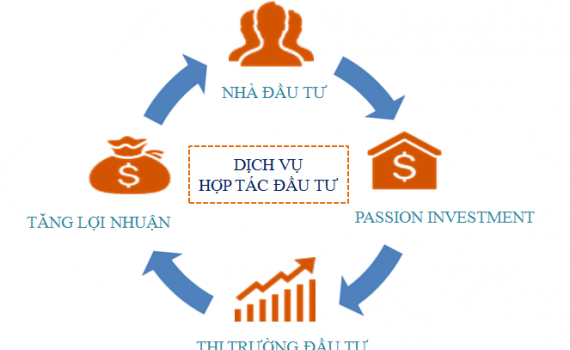 NHÀ ĐẦU TƯ
DỊCH VỤ
HỢP TÁC ĐẦU TƯ
PASSION INVESTMENT
TĂNG LỢI NHUẬN
THỊ TRƯỜNG ĐẦU TƯ